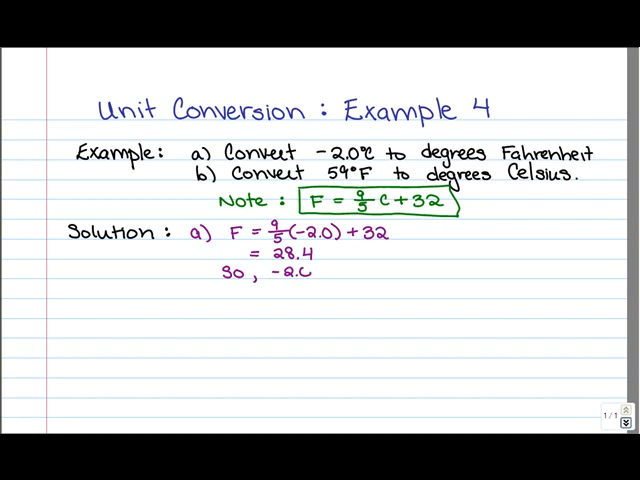 Unit Conversion : Example 4
Example: a) Convert -2.0°C to degrees Fahrenheit
b) Convert 59°F to degrees Celsius.
Note: F = 9/5 C + 32
Solution: a) F = 9/5 (-2.0) + 32
= 28.4
So, -2.C
1/1